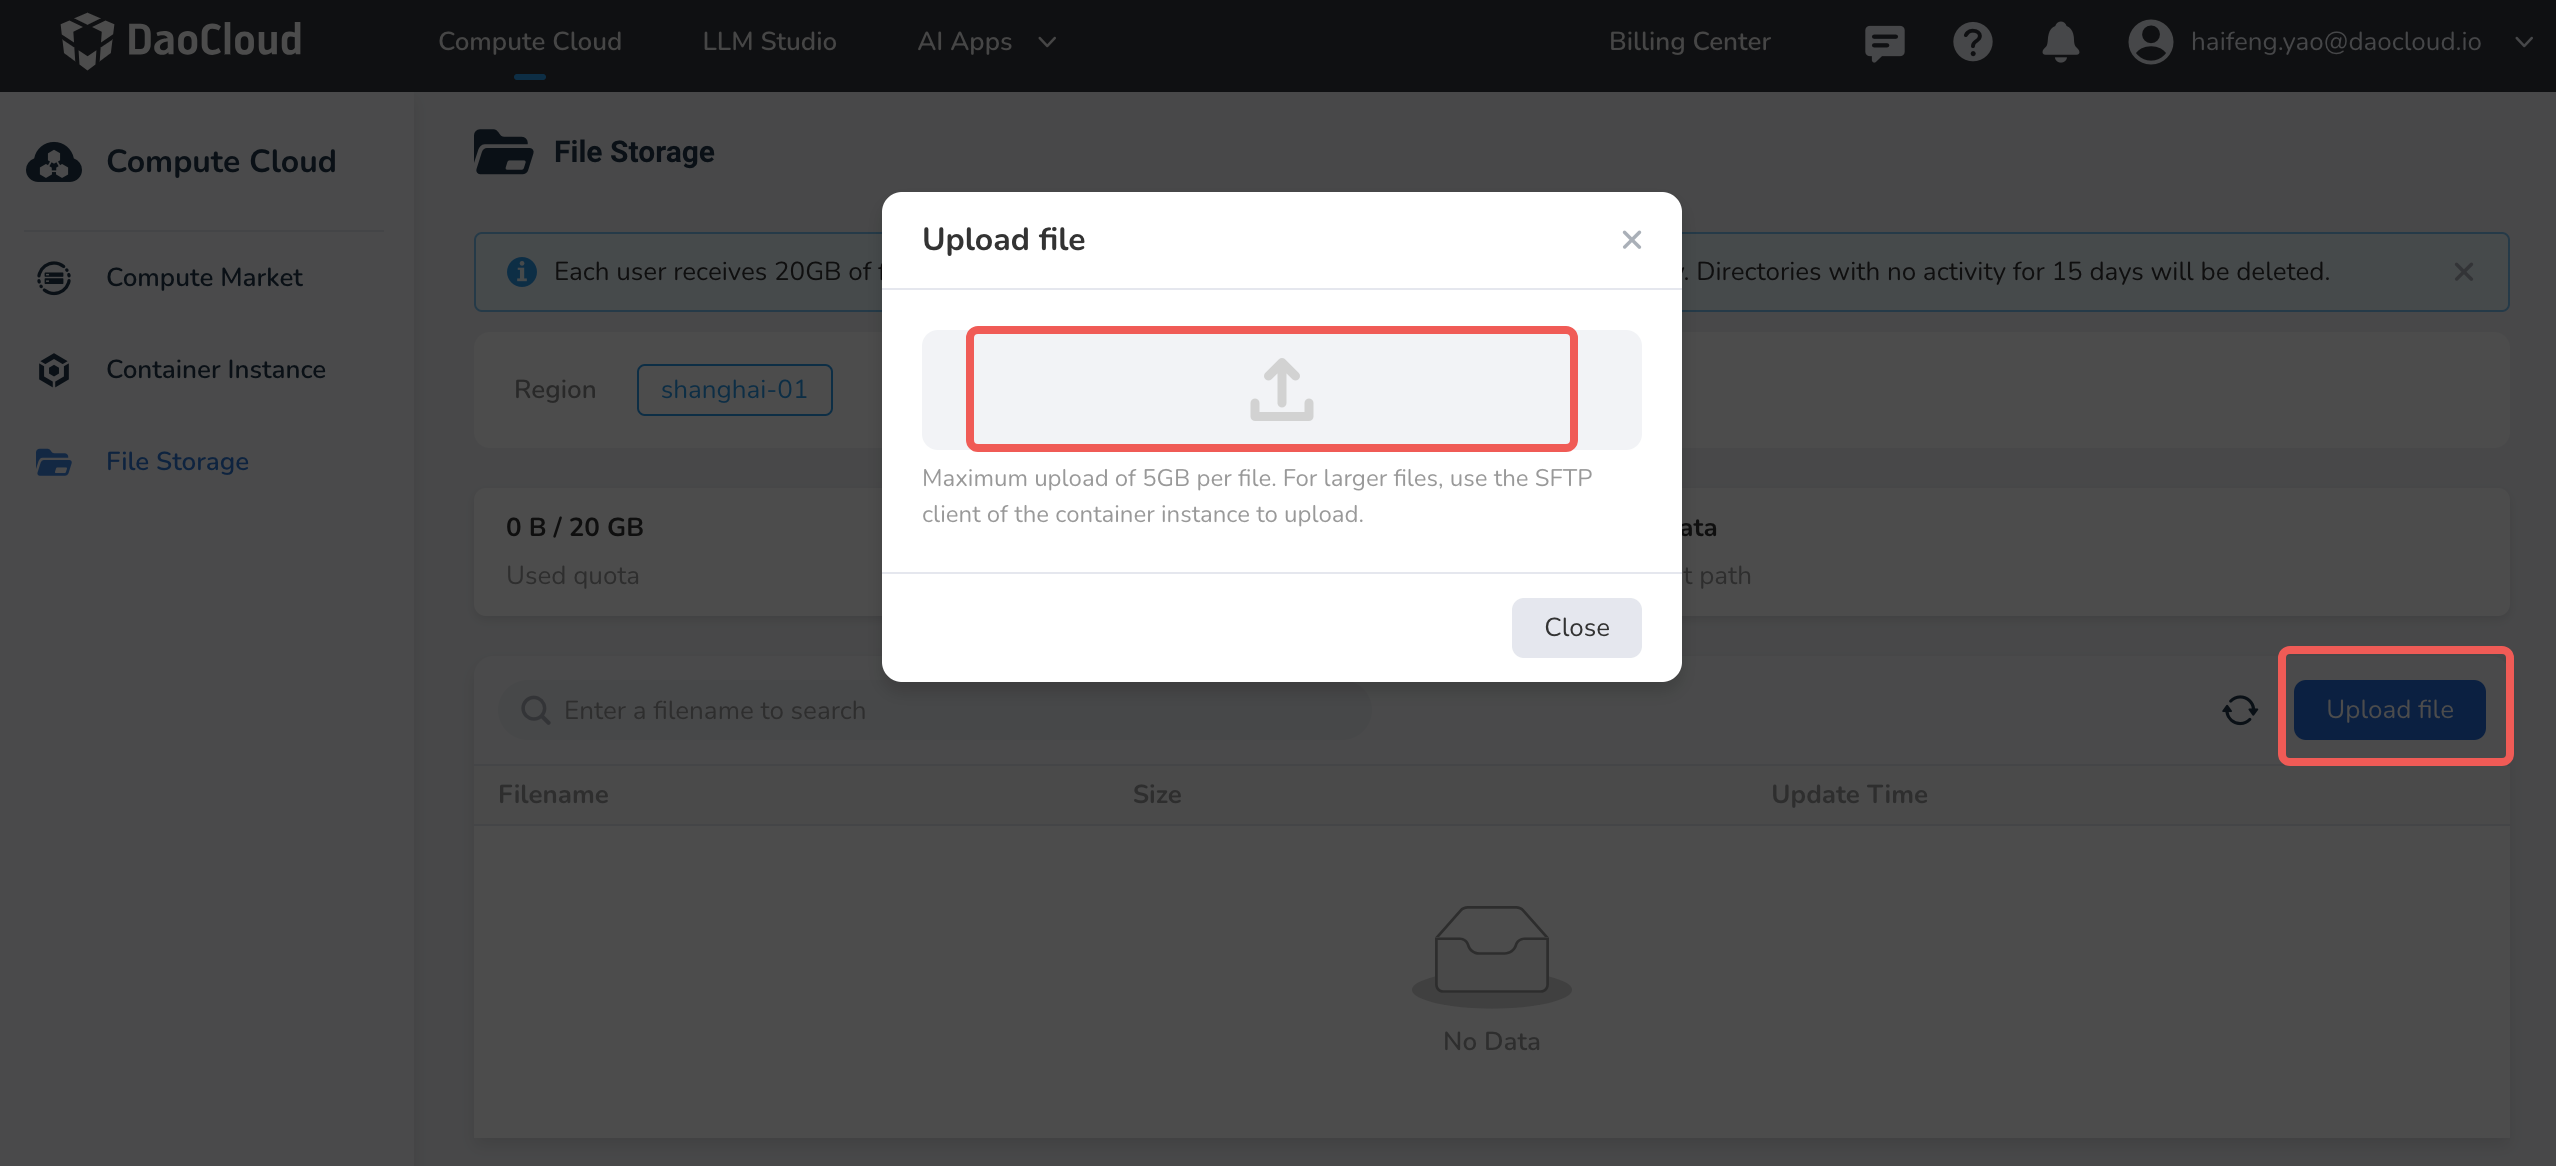 DaoCloud
Compute Cloud
LLM Studio
AI Apps
Billing Center
haifeng.yao@daocloud.io
Compute Cloud
Compute Market
Container Instance
File Storage
File Storage
Each user receives 20GB of
. Directories with no activity for 15 days will be deleted.
Region
shanghai-01
0 B / 20 GB
Used quota
path
Upload file
Maximum upload of 5GB per file. For larger files, use the SFTP
client of the container instance to upload.
Close
Enter a filename to search
Upload file
Filename
Size
Update Time
No Data